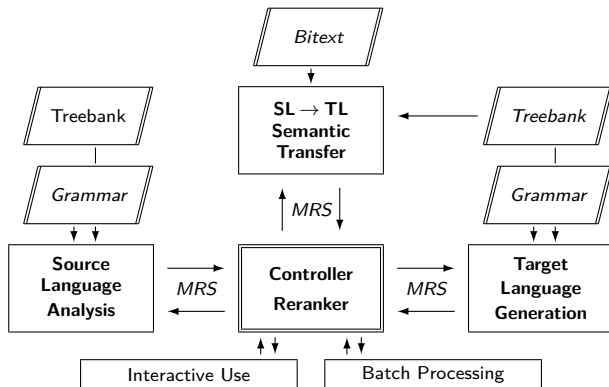 Bitext
Treebank
SL → TL
Semantic
Transfer
Treebank
Grammar
Grammar
MRS
Source
Language
Analysis
MRS
Controller
Reranker
MRS
Target
Language
Generation
Interactive Use
Batch Processing